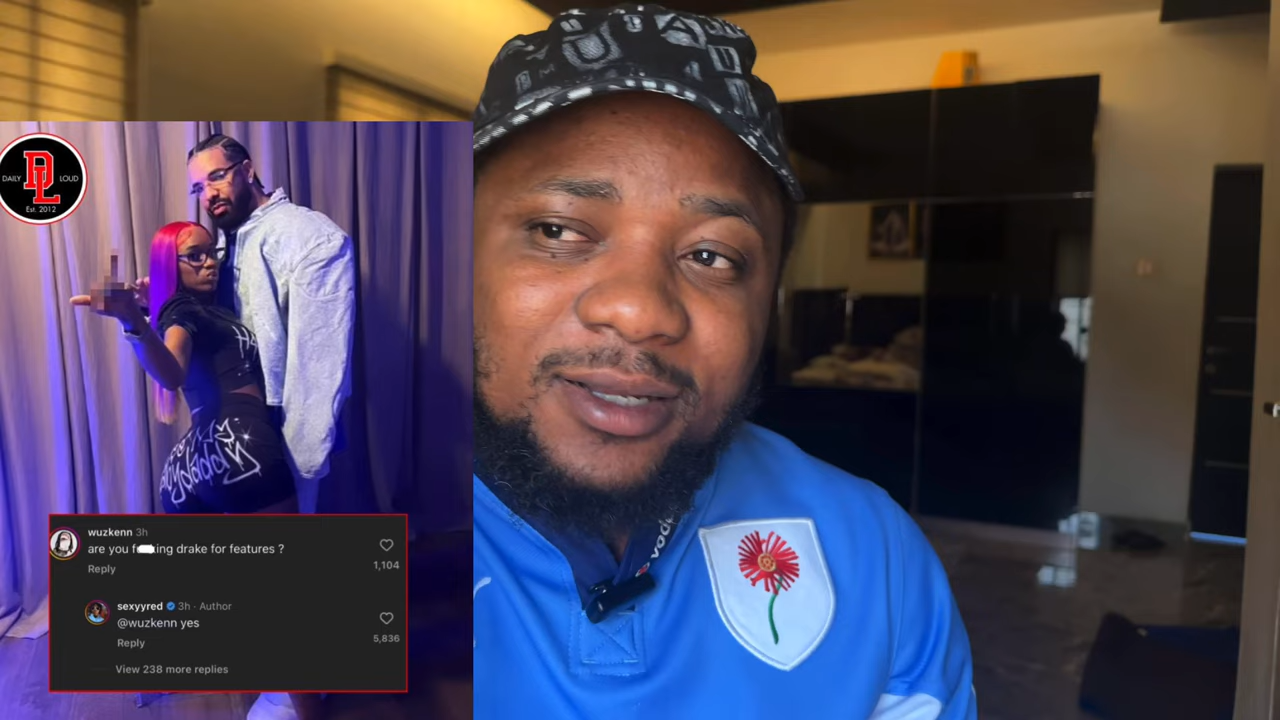 DAILY
DL
LOUD
Est. 2012
wuzkenn 3h
are you f king drake for features ?
Reply
1,104
sexyyred 3h · Author
@wuzkenn yes
Reply
5,836
View 238 more replies